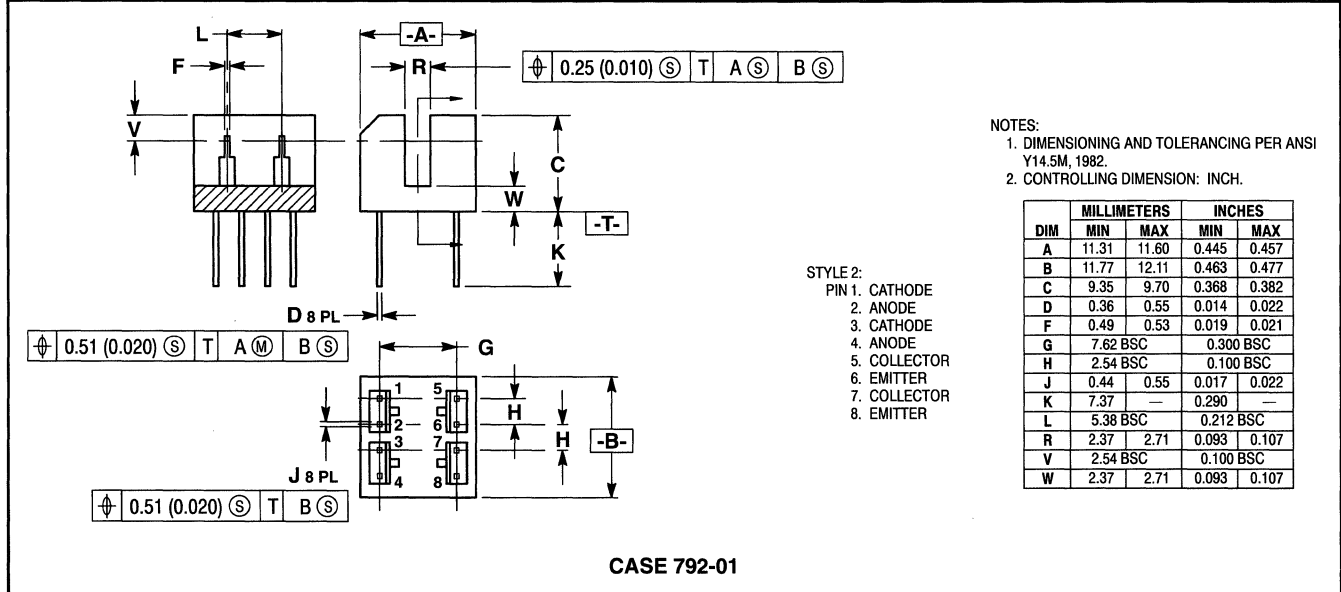 L
-A-
F
R
⌖ 0.25 (0.010) Ⓢ T A Ⓢ B Ⓢ
V
C
W
-T-
K
D 8 PL
⌖ 0.51 (0.020) Ⓢ T A Ⓜ B Ⓢ
G
1 5
H
2 6
3 7
H
-B-
J 8 PL
4 8
⌖ 0.51 (0.020) Ⓢ T B Ⓢ
STYLE 2:
PIN 1. CATHODE
2. ANODE
3. CATHODE
4. ANODE
5. COLLECTOR
6. EMITTER
7. COLLECTOR
8. EMITTER
NOTES:
1. DIMENSIONING AND TOLERANCING PER ANSI
Y14.5M, 1982.
2. CONTROLLING DIMENSION: INCH.
MILLIMETERS INCHES
DIM MIN MAX MIN MAX
A 11.31 11.60 0.445 0.457
B 11.77 12.11 0.463 0.477
C 9.35 9.70 0.368 0.382
D 0.36 0.55 0.014 0.022
F 0.49 0.53 0.019 0.021
G 7.62 BSC 0.300 BSC
H 2.54 BSC 0.100 BSC
J 0.44 0.55 0.017 0.022
K 7.37 — 0.290 —
L 5.38 BSC 0.212 BSC
R 2.37 2.71 0.093 0.107
V 2.54 BSC 0.100 BSC
W 2.37 2.71 0.093 0.107
CASE 792-01